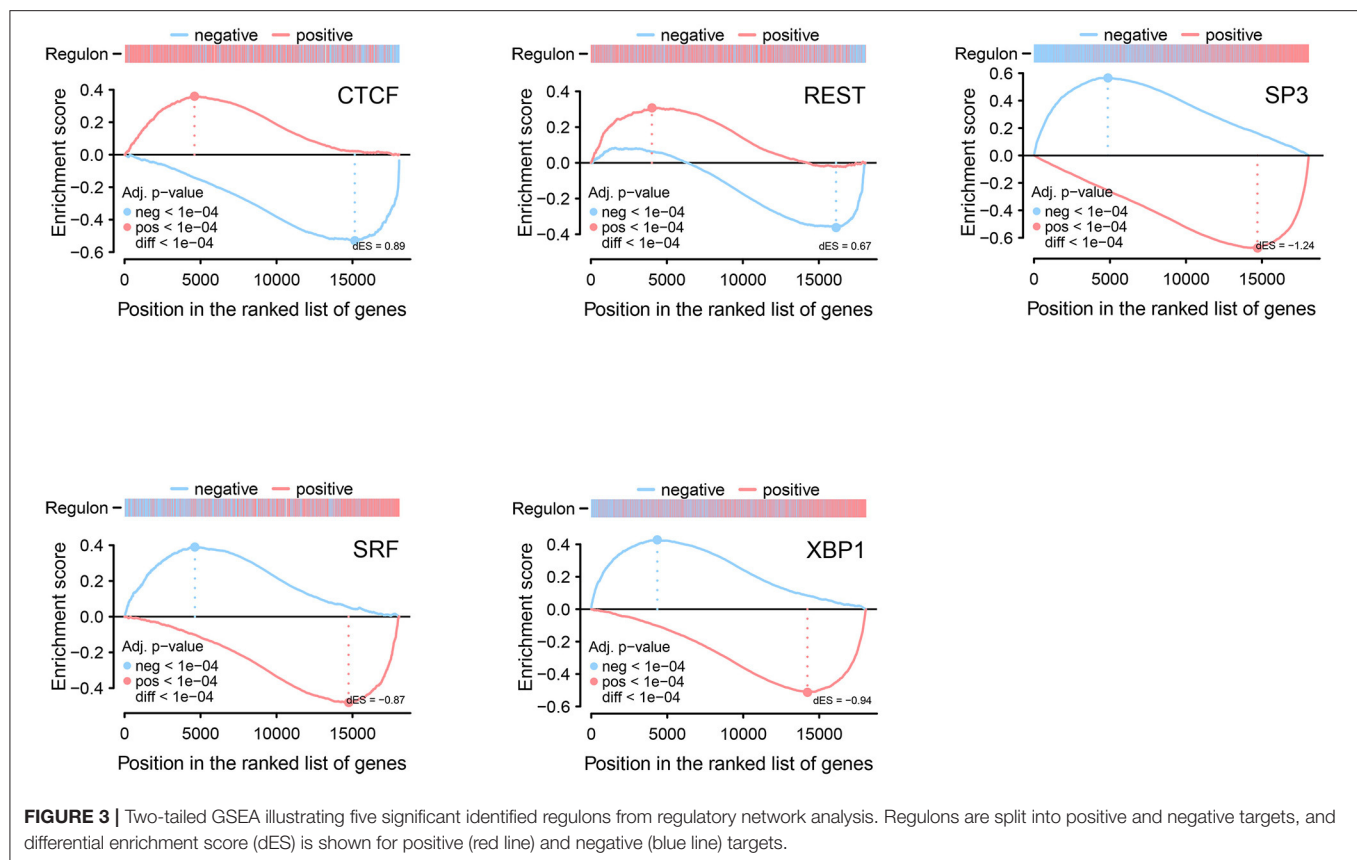 negative positive
Regulon
CTCF
Enrichment score
0.4
0.2
0.0
−0.2
−0.4
−0.6
Adj. p-value
neg < 1e−04
pos < 1e−04
diff < 1e−04
dES = 0.89
0 5000 10000 15000
Position in the ranked list of genes
negative positive
REST
Enrichment score
0.4
0.2
0.0
−0.2
−0.4
Adj. p-value
neg < 1e−04
pos < 1e−04
diff < 1e−04
dES = 0.67
0 5000 10000 15000
Position in the ranked list of genes
negative positive
Regulon
SP3
Enrichment score
0.6
0.4
0.2
0.0
−0.2
−0.4
−0.6
Adj. p-value
neg < 1e−04
pos < 1e−04
diff < 1e−04
dES = −1.24
0 5000 10000 15000
Position in the ranked list of genes
negative positive
Regulon
SRF
Enrichment score
0.4
0.2
0.0
−0.2
−0.4
Adj. p-value
neg < 1e−04
pos < 1e−04
diff < 1e−04
dES = −0.87
0 5000 10000 15000
Position in the ranked list of genes
negative positive
Regulon
XBP1
Enrichment score
0.4
0.2
0.0
−0.2
−0.4
−0.6
Adj. p-value
neg < 1e−04
pos < 1e−04
diff < 1e−04
dES = −0.94
0 5000 10000 15000
Position in the ranked list of genes
FIGURE 3 | Two-tailed GSEA illustrating five significant identified regulons from regulatory network analysis. Regulons are split into positive and negative targets, and
differential enrichment score (dES) is shown for positive (red line) and negative (blue line) targets.